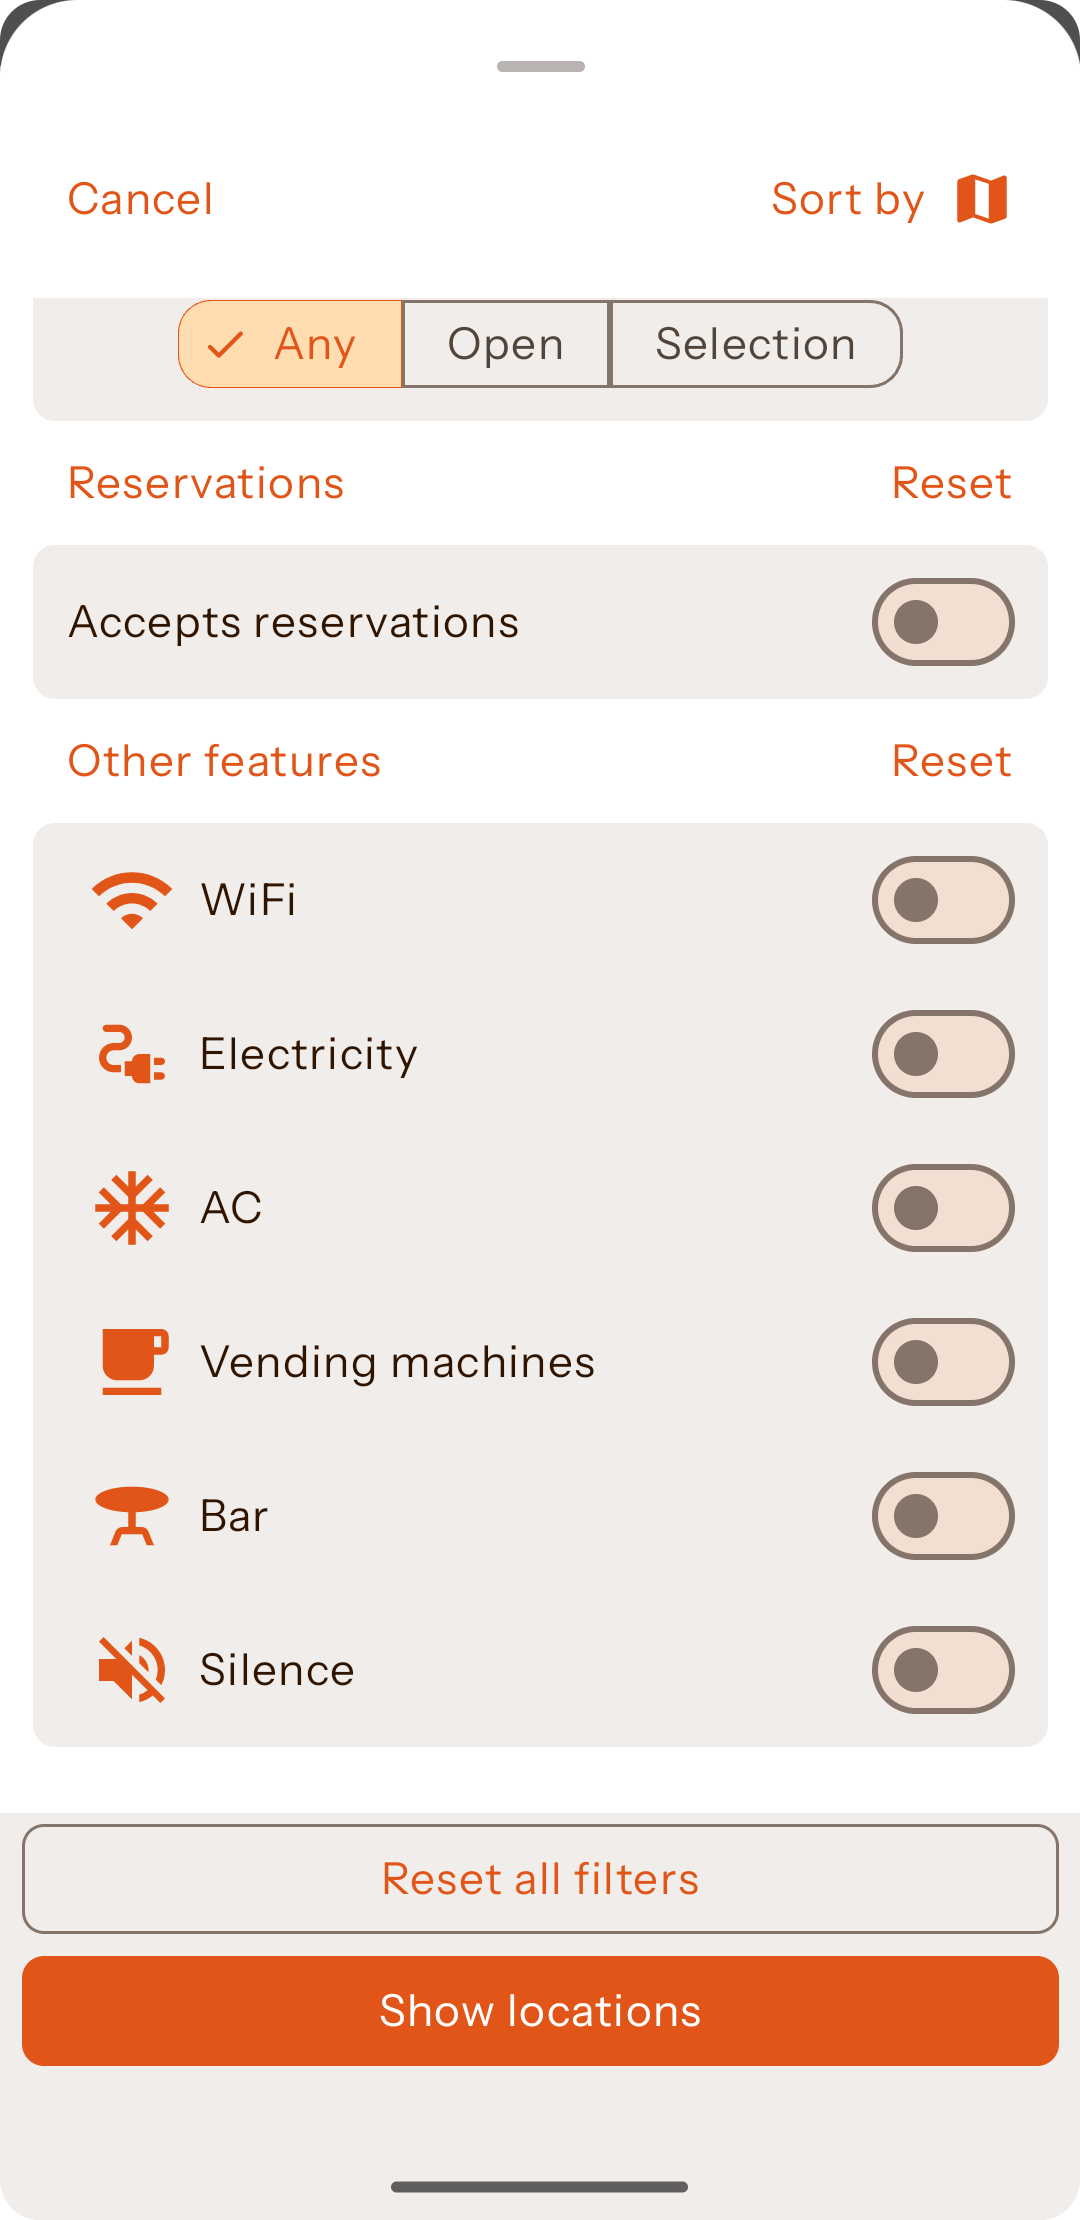 Cancel
Sort by
Any
Open
Selection
Reservations
Reset
Accepts reservations
Other features
Reset
WiFi
Electricity
AC
Vending machines
Bar
Silence
Reset all filters
Show locations